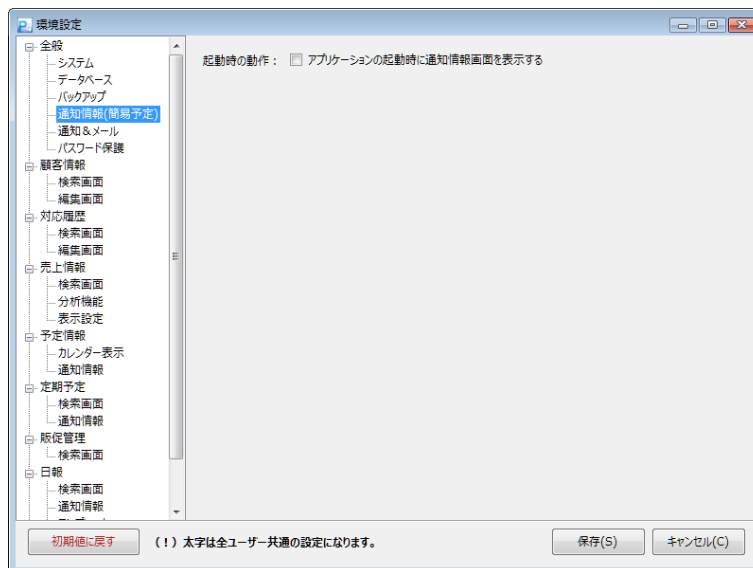 環境設定
全般
システム
データベース
バックアップ
通知情報(簡易予定)
通知＆メール
パスワード保護
顧客情報
検索画面
編集画面
対応履歴
検索画面
編集画面
売上情報
検索画面
分析機能
表示設定
予定情報
カレンダー表示
通知情報
定期予定
検索画面
通知情報
販促管理
検索画面
日報
検索画面
通知情報
起動時の動作： アプリケーションの起動時に通知情報画面を表示する
初期値に戻す (！) 太字は全ユーザー共通の設定になります。 保存(S) キャンセル(C)